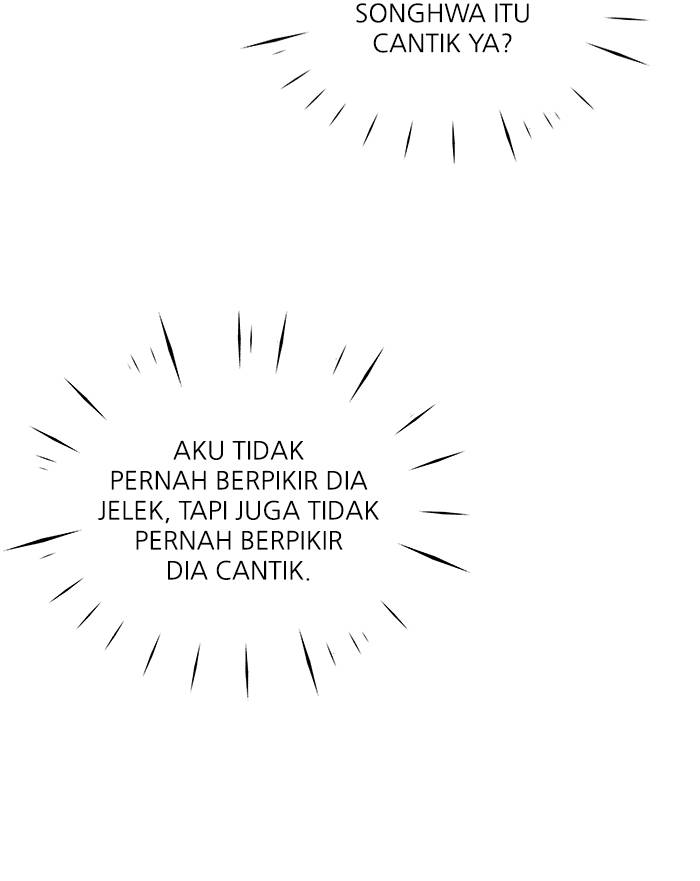 SONGHWA ITU
CANTIK YA?
AKU TIDAK
PERNAH BERPIKIR DIA
JELEK, TAPI JUGA TIDAK
PERNAH BERPIKIR
DIA CANTIK.